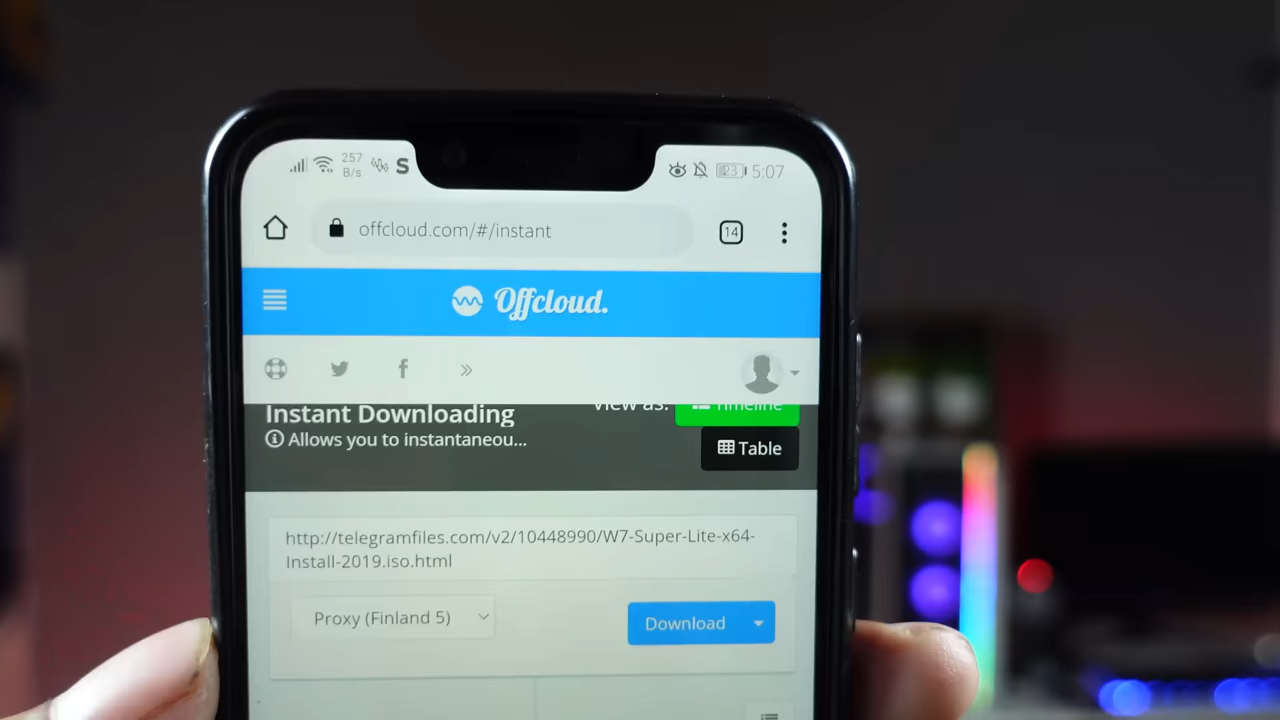 257
B/s
S
23
5:07
offcloud.com/#/instant
14
Offcloud.
Instant Downloading
View as:
Timeline
Allows you to instantaneou...
Table
http://telegramfiles.com/v2/10448990/W7-Super-Lite-x64-
Install-2019.iso.html
Proxy (Finland 5)
Download